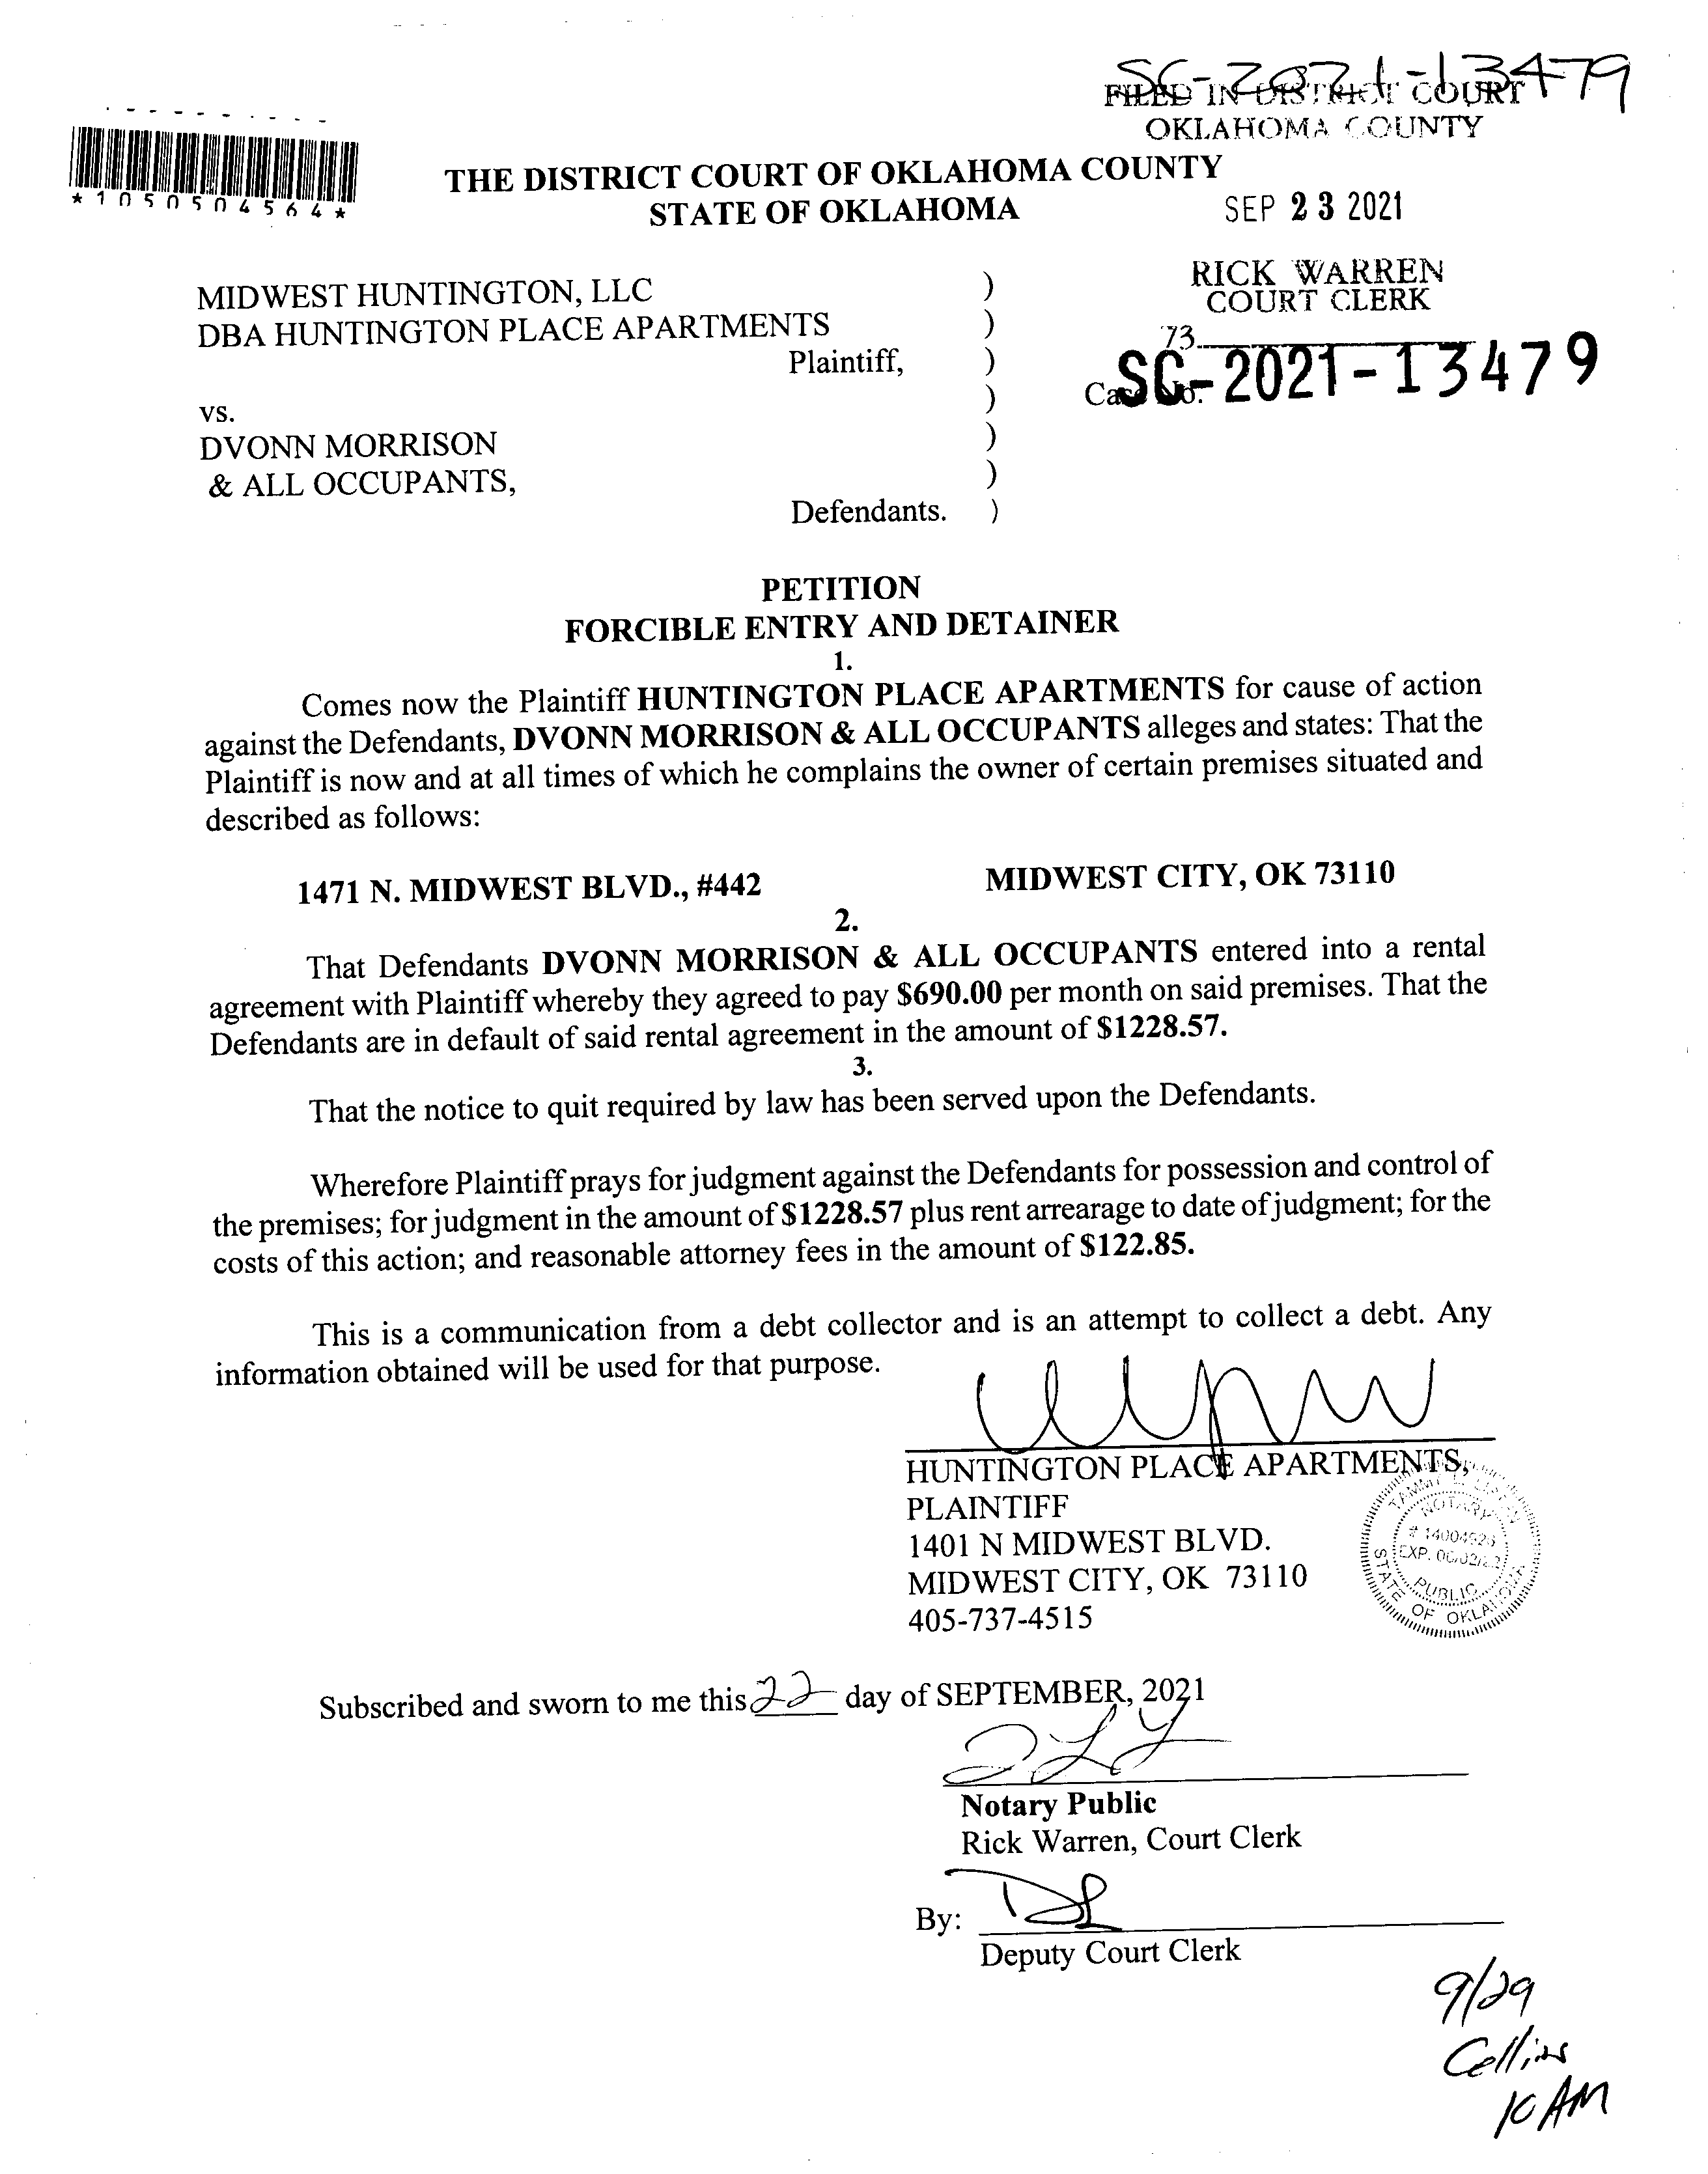 SC-2021-13479
FILED IN DISTRICT COURT
OKLAHOMA COUNTY
*1050504564*
THE DISTRICT COURT OF OKLAHOMA COUNTY
STATE OF OKLAHOMA
SEP 23 2021
RICK WARREN
COURT CLERK
73
MIDWEST HUNTINGTON, LLC )
DBA HUNTINGTON PLACE APARTMENTS )
Plaintiff, )
Case No. SC-2021-13479
)
vs.
DVONN MORRISON )
& ALL OCCUPANTS, )
Defendants. )
PETITION
FORCIBLE ENTRY AND DETAINER
1.
Comes now the Plaintiff HUNTINGTON PLACE APARTMENTS for cause of action
against the Defendants, DVONN MORRISON & ALL OCCUPANTS alleges and states: That the
Plaintiff is now and at all times of which he complains the owner of certain premises situated and
described as follows:
1471 N. MIDWEST BLVD., #442 MIDWEST CITY, OK 73110
2.
That Defendants DVONN MORRISON & ALL OCCUPANTS entered into a rental
agreement with Plaintiff whereby they agreed to pay $690.00 per month on said premises. That the
Defendants are in default of said rental agreement in the amount of $1228.57.
3.
That the notice to quit required by law has been served upon the Defendants.
Wherefore Plaintiff prays for judgment against the Defendants for possession and control of
the premises; for judgment in the amount of $1228.57 plus rent arrearage to date of judgment; for the
costs of this action; and reasonable attorney fees in the amount of $122.85.
This is a communication from a debt collector and is an attempt to collect a debt. Any
information obtained will be used for that purpose.
HUNTINGTON PLACE APARTMENTS,
PLAINTIFF
1401 N MIDWEST BLVD.
MIDWEST CITY, OK 73110
405-737-4515
NOTARY
PUBLIC
STATE OF OKLAHOMA
Subscribed and sworn to me this 22 day of SEPTEMBER, 2021
Notary Public
Rick Warren, Court Clerk
By:
Deputy Court Clerk
9/29
Collins
10 AM